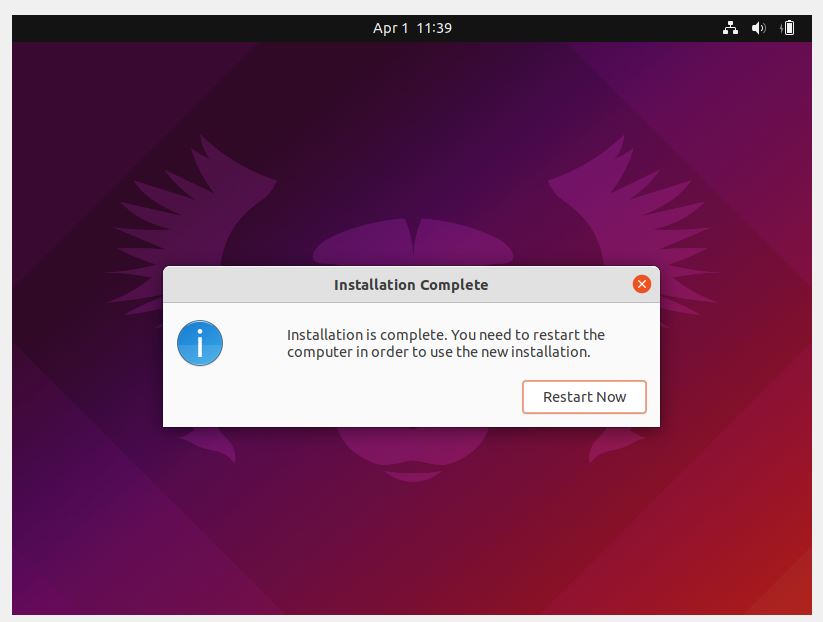 Apr 1  11:39
Installation Complete
Installation is complete. You need to restart the
computer in order to use the new installation.
Restart Now